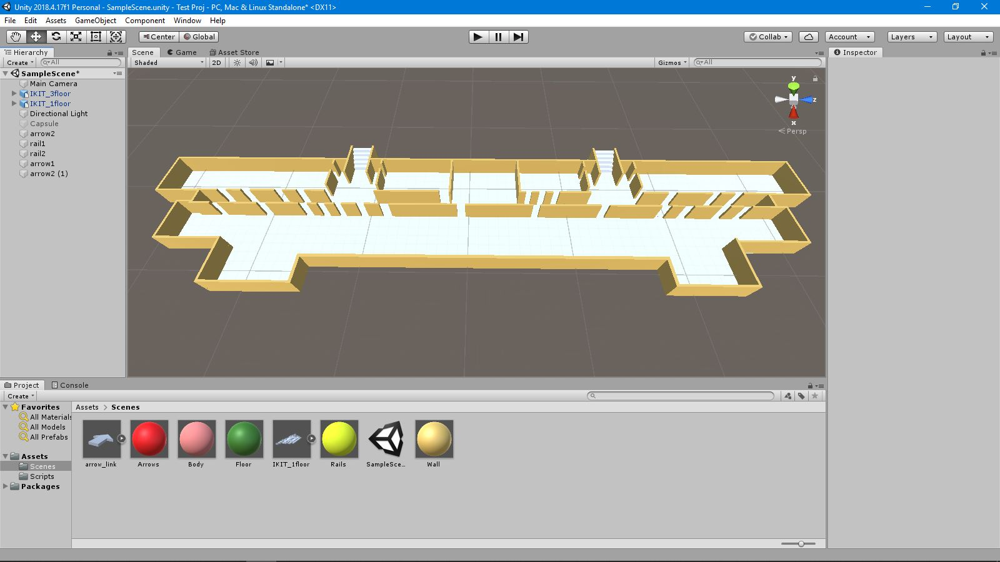 Unity 2018.4.17f1 Personal - SampleScene.unity - Test Proj - PC, Mac & Linux Standalone* <DX11>
File Edit Assets GameObject Component Window Help
Center Global Collab Account Layers Layout
Hierarchy
Create All
SampleScene*
Main Camera
IKIT_3floor
IKIT_1floor
Directional Light
Capsule
arrow2
rail1
rail2
arrow1
arrow2 (1)
Scene Game Asset Store
Shaded 2D Gizmos All
y
z
x
Persp
Inspector
Project Console
Create
Favorites
All Materials
All Models
All Prefabs
Assets
Scenes
Scripts
Packages
Assets > Scenes
arrow_link Arrows Body Floor IKIT_1floor Rails SampleSce... Wall